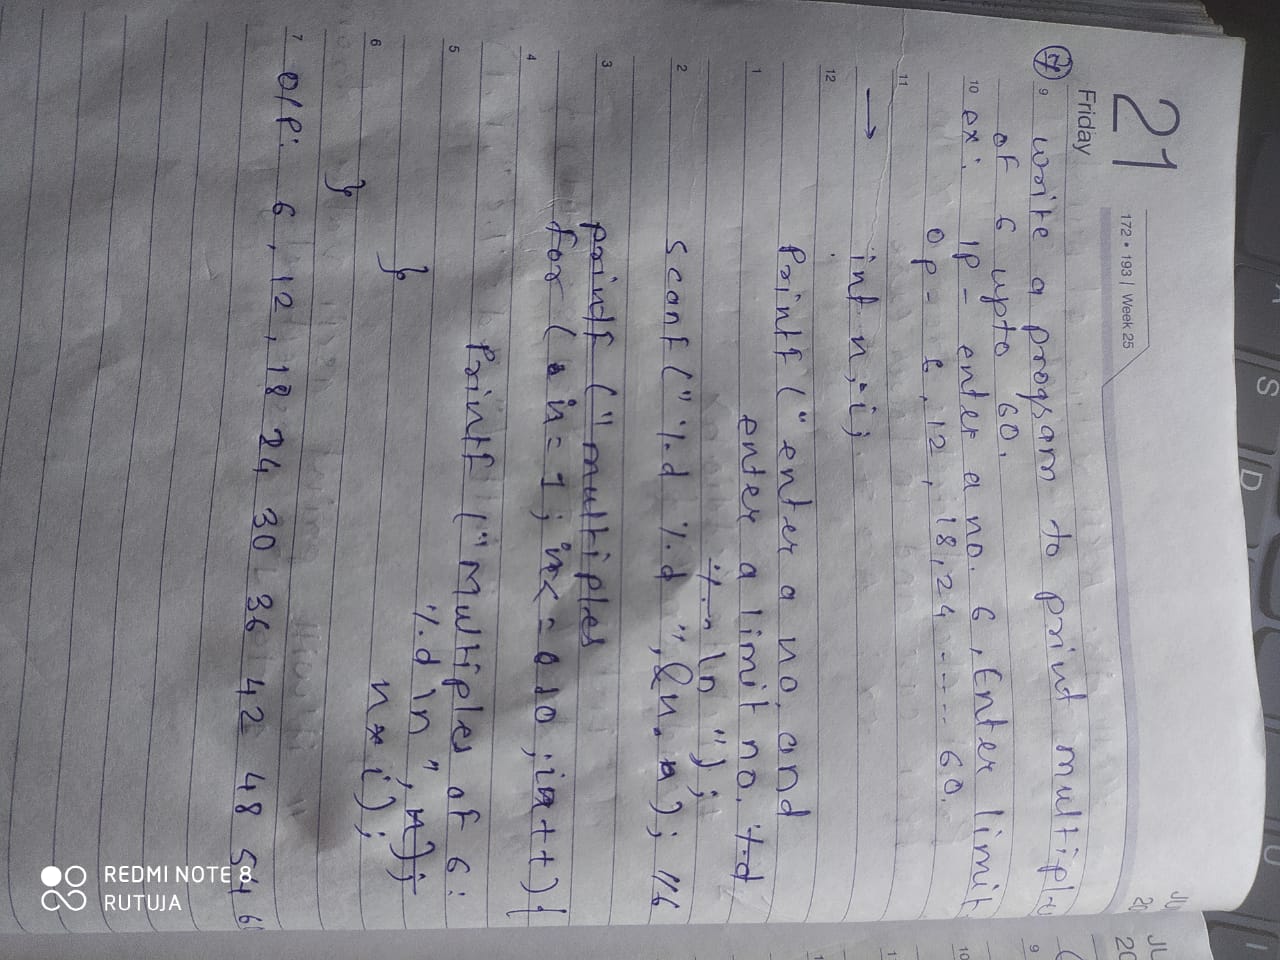 21
Friday
172 • 193 | Week 25
9 write a program to print multiple
of 6 upto 60.
10 ex: Ip - enter a no. 6, Enter limit
Op - 6, 12, 18, 24 - - - - 60.
11
→ int n, i;
12
printf (" enter a no. and
1 enter a limit no. %d
\n ");
2 scanf (" %d %d ", &n. n); 116
3 printf (" multiples
for ( i = 1; i < = 10; i++) {
4
Printf (" Multiples of 6:
5 %d \n ", n);
n * i);
6 }
}
7 O/P: 6, 12, 18 24 30 36 42 48 54 60
REDMI NOTE 8
RUTUJA